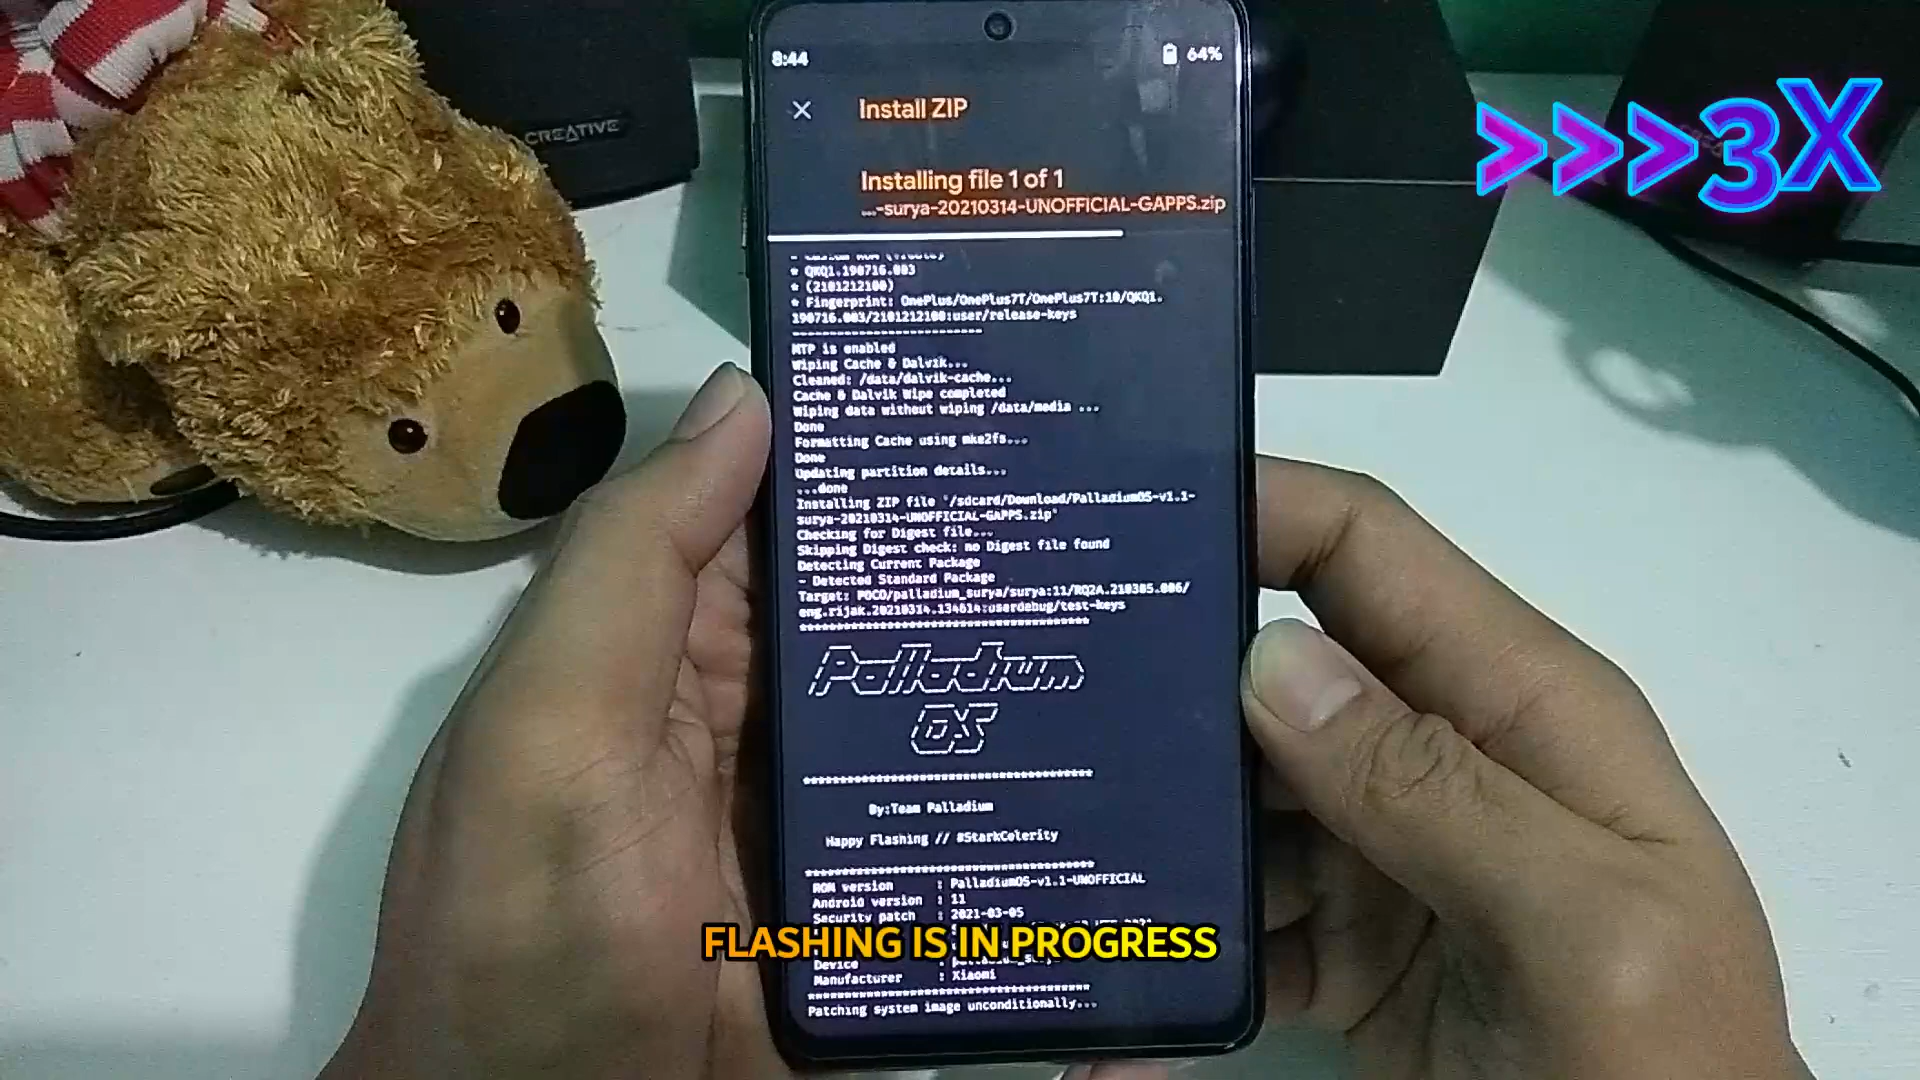 CREATIVE
>>>3X
8:44
64%
Install ZIP
Installing file 1 of 1
...-surya-20210314-UNOFFICIAL-GAPPS.zip
* QKQ1.190716.003
* (2101212100)
* Fingerprint: OnePlus/OnePlus7T/OnePlus7T:10/QKQ1.
190716.003/2101212100:user/release-keys
--------------------------
MTP is enabled
Wiping Cache & Dalvik...
Cleaned: /data/dalvik-cache...
Cache & Dalvik Wipe completed
Wiping data without wiping /data/media ...
Done
Formatting Cache using mke2fs...
Done
Updating partition details...
...done
Installing ZIP file '/sdcard/Download/PalladiumOS-v1.1-
surya-20210314-UNOFFICIAL-GAPPS.zip'
Checking for Digest file...
Skipping Digest check: no Digest file found
Detecting Current Package
- Detected Standard Package
Target: POCO/palladium_surya/surya:11/RQ2A.210305.006/
eng.rijak.20210314.134614:userdebug/test-keys
****************************************
Palladium
OS
****************************************
By:Team Palladium
Happy Flashing // #StarkCelerity
****************************************
ROM version : PalladiumOS-v1.1-UNOFFICIAL
Android version : 11
Security patch : 2021-03-05
FLASHING IS IN PROGRESS
Device
Manufacturer : Xiaomi
****************************************
Patching system image unconditionally...